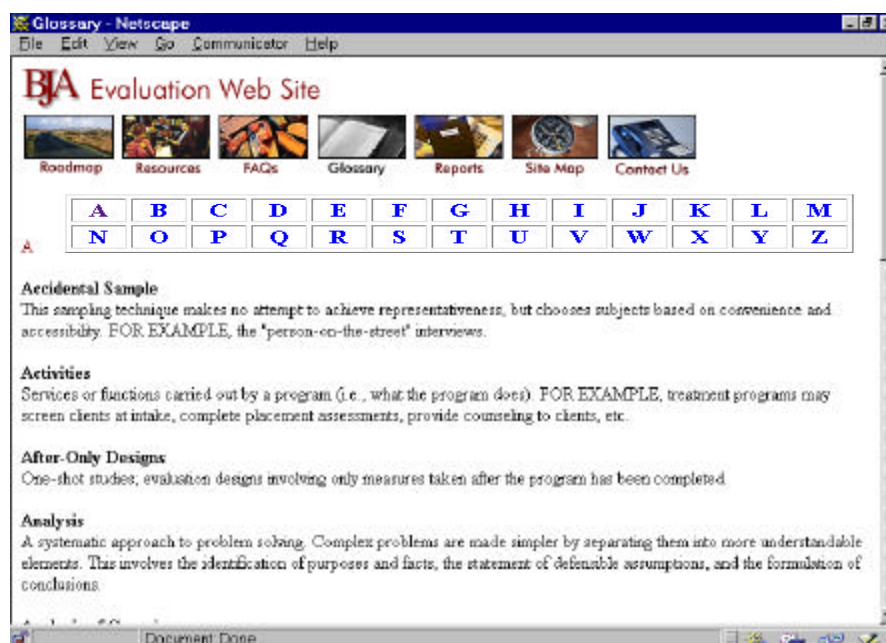 Glossary - Netscape
File Edit View Go Communicator Help
BJA Evaluation Web Site
Roadmap Resources FAQs Glossary Reports Site Map Contact Us
A B C D E F G H I J K L M
A N O P Q R S T U V W X Y Z
Accidental Sample
This sampling technique makes no attempt to achieve representativeness, but chooses subjects based on convenience and
accessibility. FOR EXAMPLE, the "person-on-the-street" interviews.
Activities
Services or functions carried out by a program (i.e., what the program does). FOR EXAMPLE, treatment programs may
screen clients at intake, complete placement assessments, provide counseling to clients, etc.
After-Only Designs
One-shot studies; evaluation designs involving only measures taken after the program has been completed
Analysis
A systematic approach to problem solving. Complex problems are made simpler by separating them into more understandable
elements. This involves the identification of purposes and facts, the statement of defensible assumptions, and the formulation of
conclusions.
Document: Done